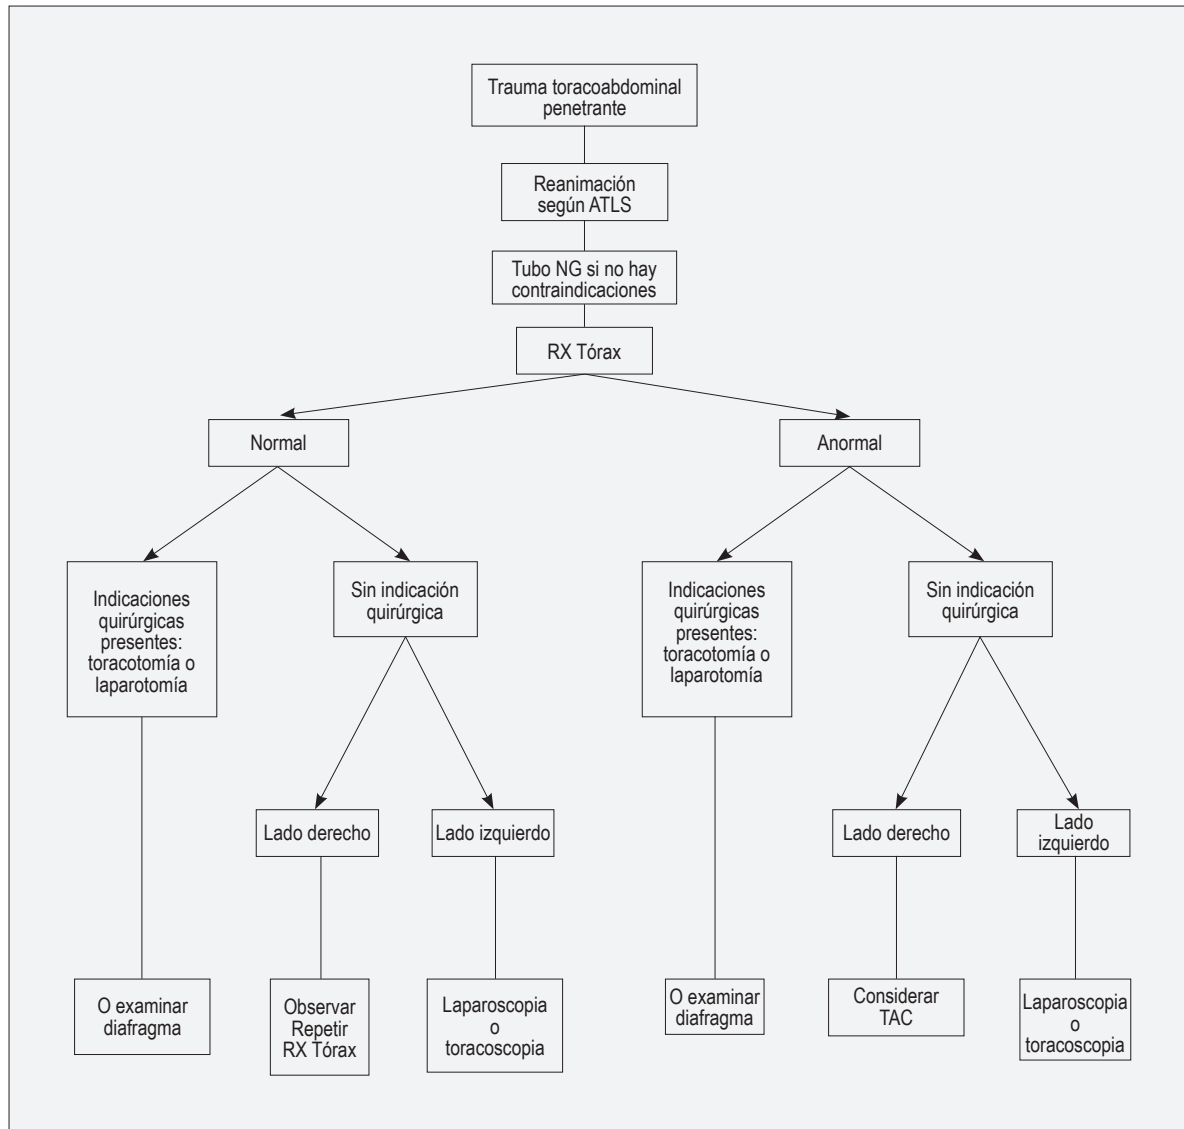 Trauma toracoabdominal
penetrante
Reanimación
según ATLS
Tubo NG si no hay
contraindicaciones
RX Tórax
Normal
Anormal
Indicaciones
quirúrgicas
presentes:
toracotomía o
laparotomía
Sin indicación
quirúrgica
Indicaciones
quirúrgicas
presentes:
toracotomía o
laparotomía
Sin indicación
quirúrgica
Lado derecho
Lado izquierdo
Lado derecho
Lado
izquierdo
O examinar
diafragma
Observar
Repetir
RX Tórax
Laparoscopia
o
toracoscopia
O examinar
diafragma
Considerar
TAC
Laparoscopia
o
toracoscopia